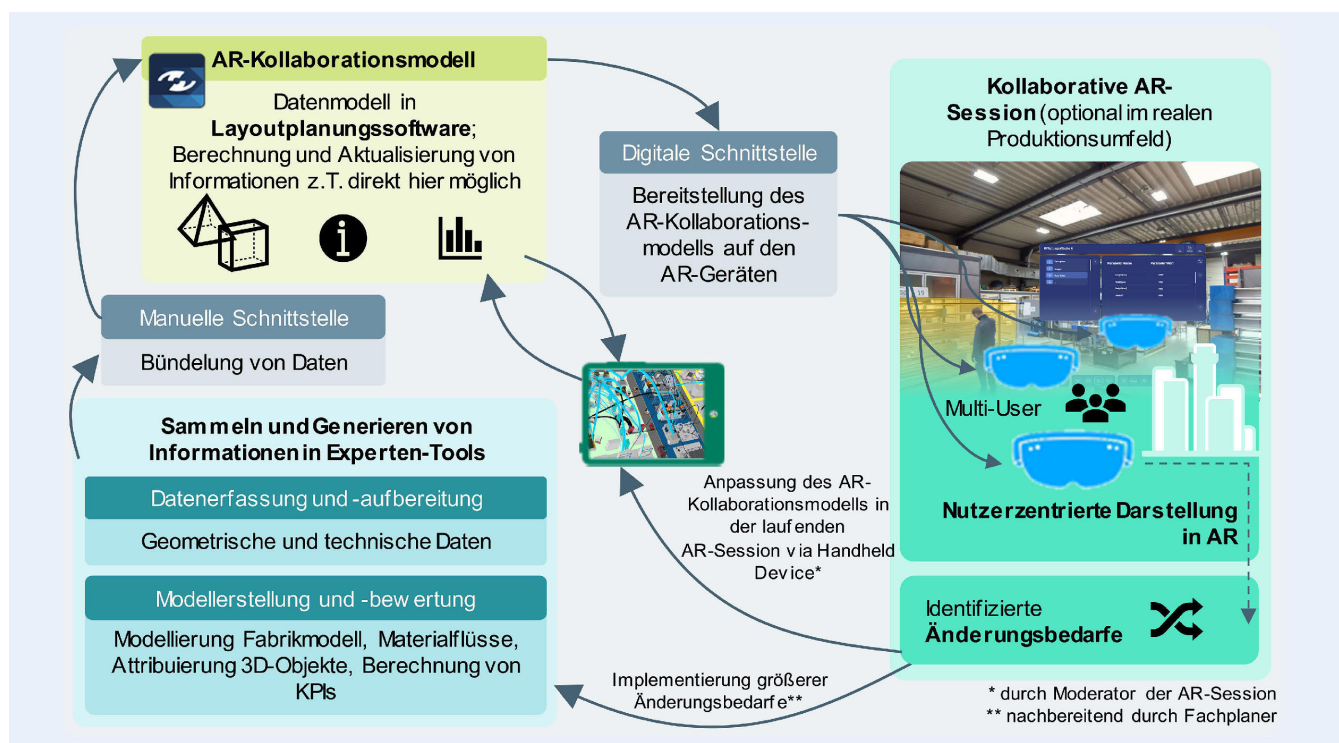 AR-Kollaborationsmodell
Datenmodell in
Layoutplanungssoftware;
Berechnung und Aktualisierung von
Informationen z.T. direkt hier möglich
Digitale Schnittstelle
Bereitstellung des
AR-Kollaborations-
modells auf den
AR-Geräten
Kollaborative AR-
Session (optional im realen
Produktionsumfeld)
Multi-User
Nutzerzentrierte Darstellung
in AR
Identifizierte
Änderungsbedarfe
Manuelle Schnittstelle
Bündelung von Daten
Sammeln und Generieren von
Informationen in Experten-Tools
Datenerfassung und -aufbereitung
Geometrische und technische Daten
Modellerstellung und -bewertung
Modellierung Fabrikmodell, Materialflüsse,
Attribuierung 3D-Objekte, Berechnung von
KPIs
Anpassung des AR-
Kollaborationsmodells in
der laufenden
AR-Session via Handheld
Device*
Implementierung größerer
Änderungsbedarfe**
* durch Moderator der AR-Session
** nachbereitend durch Fachplaner